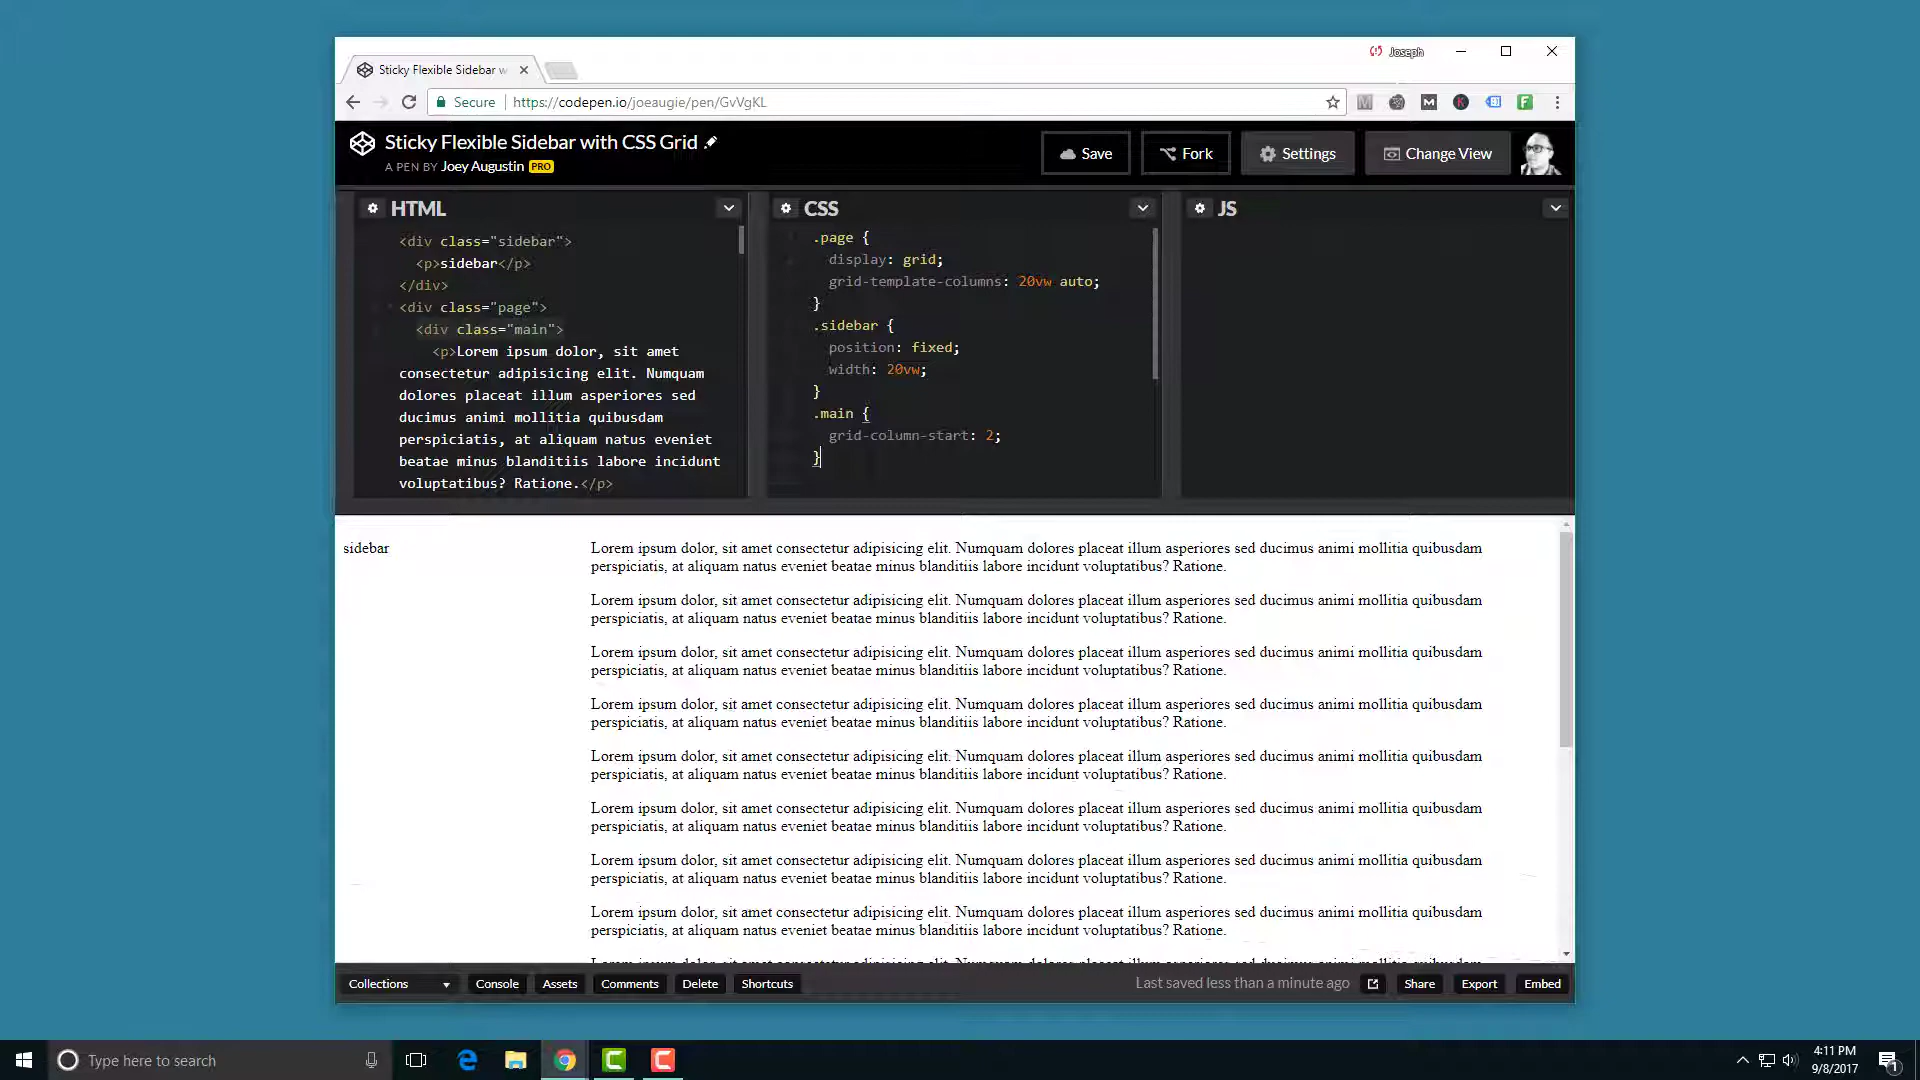 Joseph
Sticky Flexible Sidebar w
Secure https://codepen.io/joeaugie/pen/GvVgKL
Sticky Flexible Sidebar with CSS Grid
A PEN BY Joey Augustin PRO
Save Fork Settings Change View
HTML
<div class="sidebar">
<p>sidebar</p>
</div>
<div class="page">
<div class="main">
<p>Lorem ipsum dolor, sit amet
consectetur adipisicing elit. Numquam
dolores placeat illum asperiores sed
ducimus animi mollitia quibusdam
perspiciatis, at aliquam natus eveniet
beatae minus blanditiis labore incidunt
voluptatibus? Ratione.</p>
CSS
.page {
display: grid;
grid-template-columns: 20vw auto;
}
.sidebar {
position: fixed;
width: 20vw;
}
.main {
grid-column-start: 2;
}
JS
sidebar
Lorem ipsum dolor, sit amet consectetur adipisicing elit. Numquam dolores placeat illum asperiores sed ducimus animi mollitia quibusdam
perspiciatis, at aliquam natus eveniet beatae minus blanditiis labore incidunt voluptatibus? Ratione.
Lorem ipsum dolor, sit amet consectetur adipisicing elit. Numquam dolores placeat illum asperiores sed ducimus animi mollitia quibusdam
perspiciatis, at aliquam natus eveniet beatae minus blanditiis labore incidunt voluptatibus? Ratione.
Lorem ipsum dolor, sit amet consectetur adipisicing elit. Numquam dolores placeat illum asperiores sed ducimus animi mollitia quibusdam
perspiciatis, at aliquam natus eveniet beatae minus blanditiis labore incidunt voluptatibus? Ratione.
Lorem ipsum dolor, sit amet consectetur adipisicing elit. Numquam dolores placeat illum asperiores sed ducimus animi mollitia quibusdam
perspiciatis, at aliquam natus eveniet beatae minus blanditiis labore incidunt voluptatibus? Ratione.
Lorem ipsum dolor, sit amet consectetur adipisicing elit. Numquam dolores placeat illum asperiores sed ducimus animi mollitia quibusdam
perspiciatis, at aliquam natus eveniet beatae minus blanditiis labore incidunt voluptatibus? Ratione.
Lorem ipsum dolor, sit amet consectetur adipisicing elit. Numquam dolores placeat illum asperiores sed ducimus animi mollitia quibusdam
perspiciatis, at aliquam natus eveniet beatae minus blanditiis labore incidunt voluptatibus? Ratione.
Lorem ipsum dolor, sit amet consectetur adipisicing elit. Numquam dolores placeat illum asperiores sed ducimus animi mollitia quibusdam
perspiciatis, at aliquam natus eveniet beatae minus blanditiis labore incidunt voluptatibus? Ratione.
Lorem ipsum dolor, sit amet consectetur adipisicing elit. Numquam dolores placeat illum asperiores sed ducimus animi mollitia quibusdam
perspiciatis, at aliquam natus eveniet beatae minus blanditiis labore incidunt voluptatibus? Ratione.
Collections Console Assets Comments Delete Shortcuts Last saved less than a minute ago Share Export Embed
Type here to search
4:11 PM
9/8/2017
1